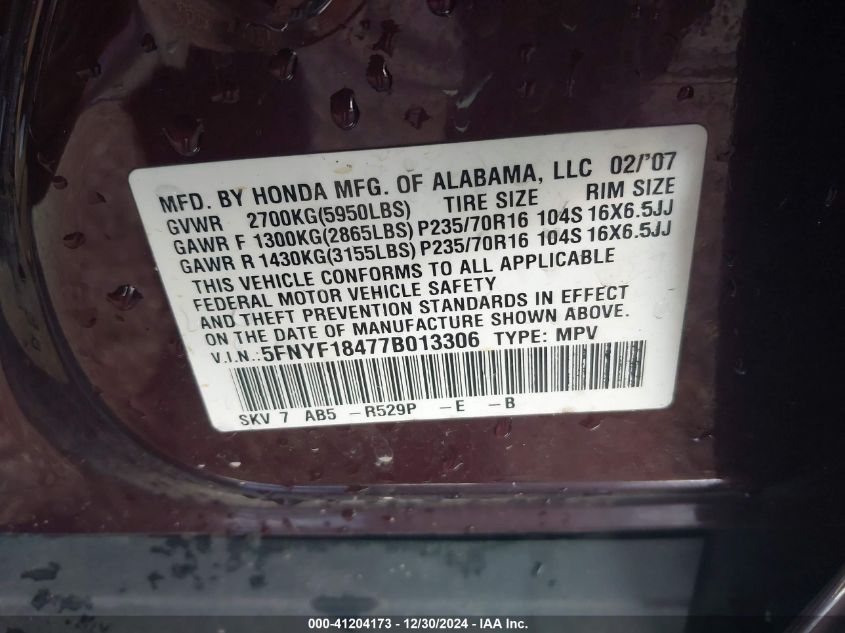 MFD. BY HONDA MFG. OF ALABAMA, LLC 02/'07
GVWR 2700KG(5950LBS) TIRE SIZE RIM SIZE
GAWR F 1300KG(2865LBS) P235/70R16 104S 16X6.5JJ
GAWR R 1430KG(3155LBS) P235/70R16 104S 16X6.5JJ
THIS VEHICLE CONFORMS TO ALL APPLICABLE
FEDERAL MOTOR VEHICLE SAFETY
AND THEFT PREVENTION STANDARDS IN EFFECT
ON THE DATE OF MANUFACTURE SHOWN ABOVE.
V.I.N.: 5FNYF18477B013306 TYPE: MPV
SKV 7 AB5 -R529P -E -B
000-41204173 - 12/30/2024 - IAA Inc.